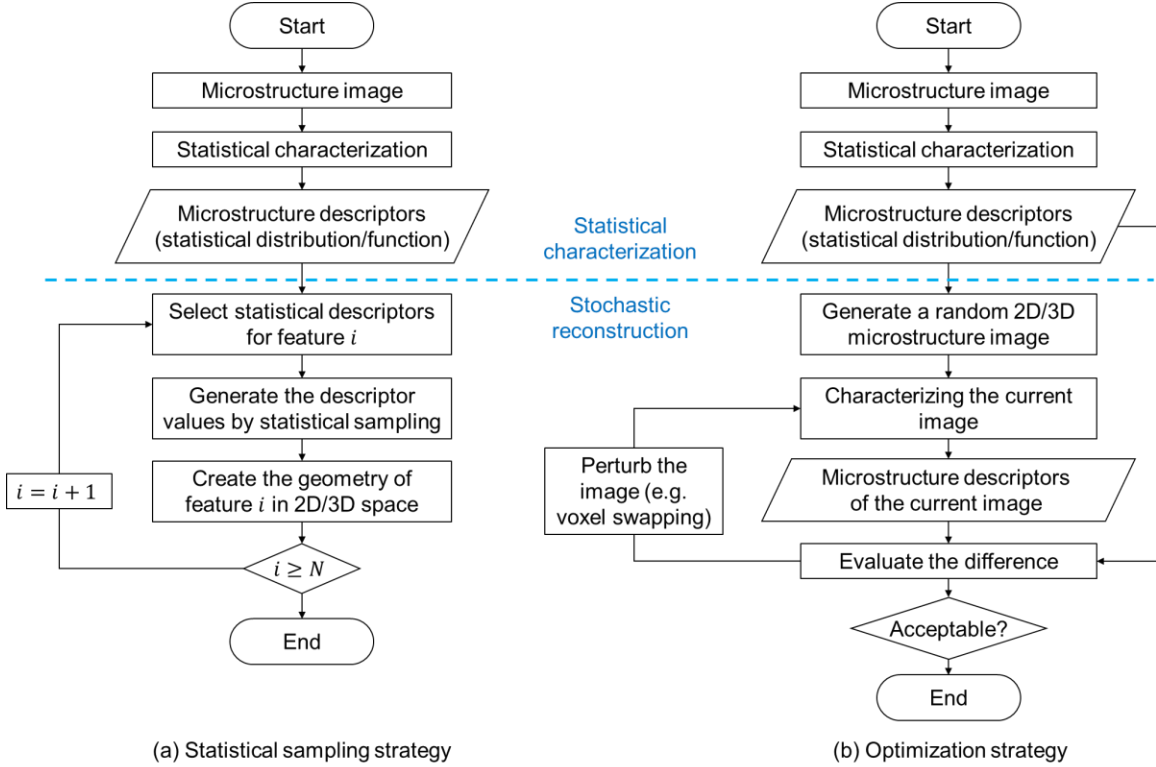 Start
Microstructure image
Statistical characterization
Microstructure descriptors
(statistical distribution/function)
Select statistical descriptors
for feature i
Generate the descriptor
values by statistical sampling
Create the geometry of
feature i in 2D/3D space
i = i + 1
i ≥ N
End
(a) Statistical sampling strategy
Statistical
characterization
Stochastic
reconstruction
Start
Microstructure image
Statistical characterization
Microstructure descriptors
(statistical distribution/function)
Generate a random 2D/3D
microstructure image
Characterizing the current
image
Perturb the
image (e.g.
voxel swapping)
Microstructure descriptors
of the current image
Evaluate the difference
Acceptable?
End
(b) Optimization strategy